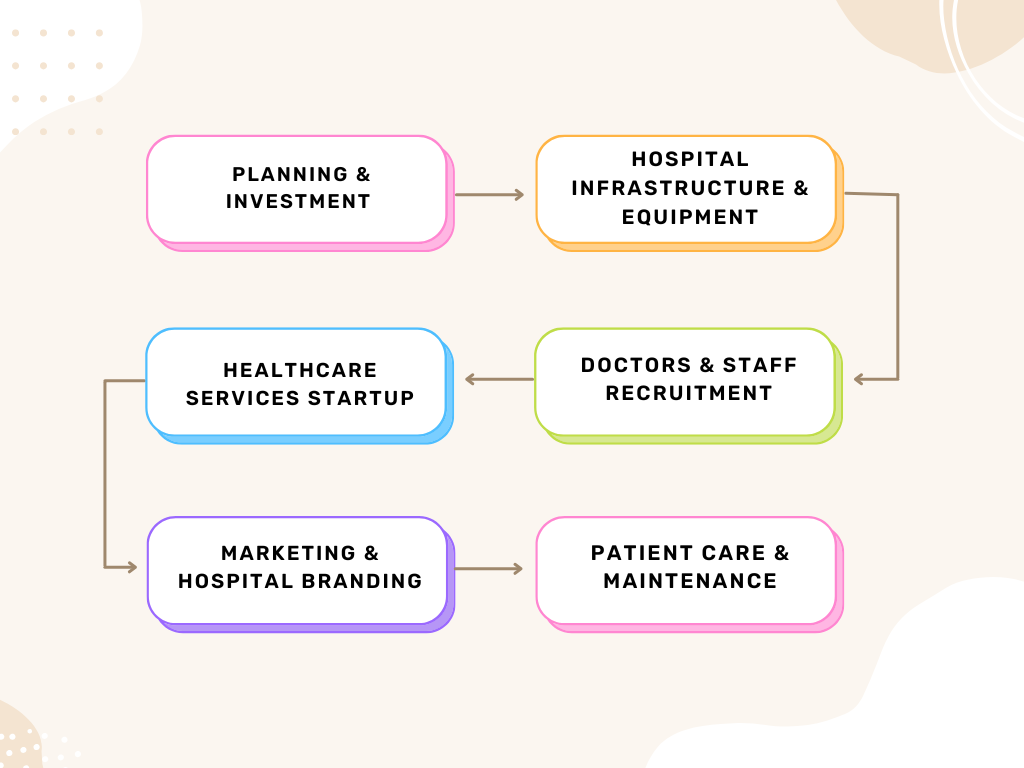 PLANNING &
INVESTMENT
HOSPITAL
INFRASTRUCTURE &
EQUIPMENT
DOCTORS & STAFF
RECRUITMENT
HEALTHCARE
SERVICES STARTUP
MARKETING &
HOSPITAL BRANDING
PATIENT CARE &
MAINTENANCE